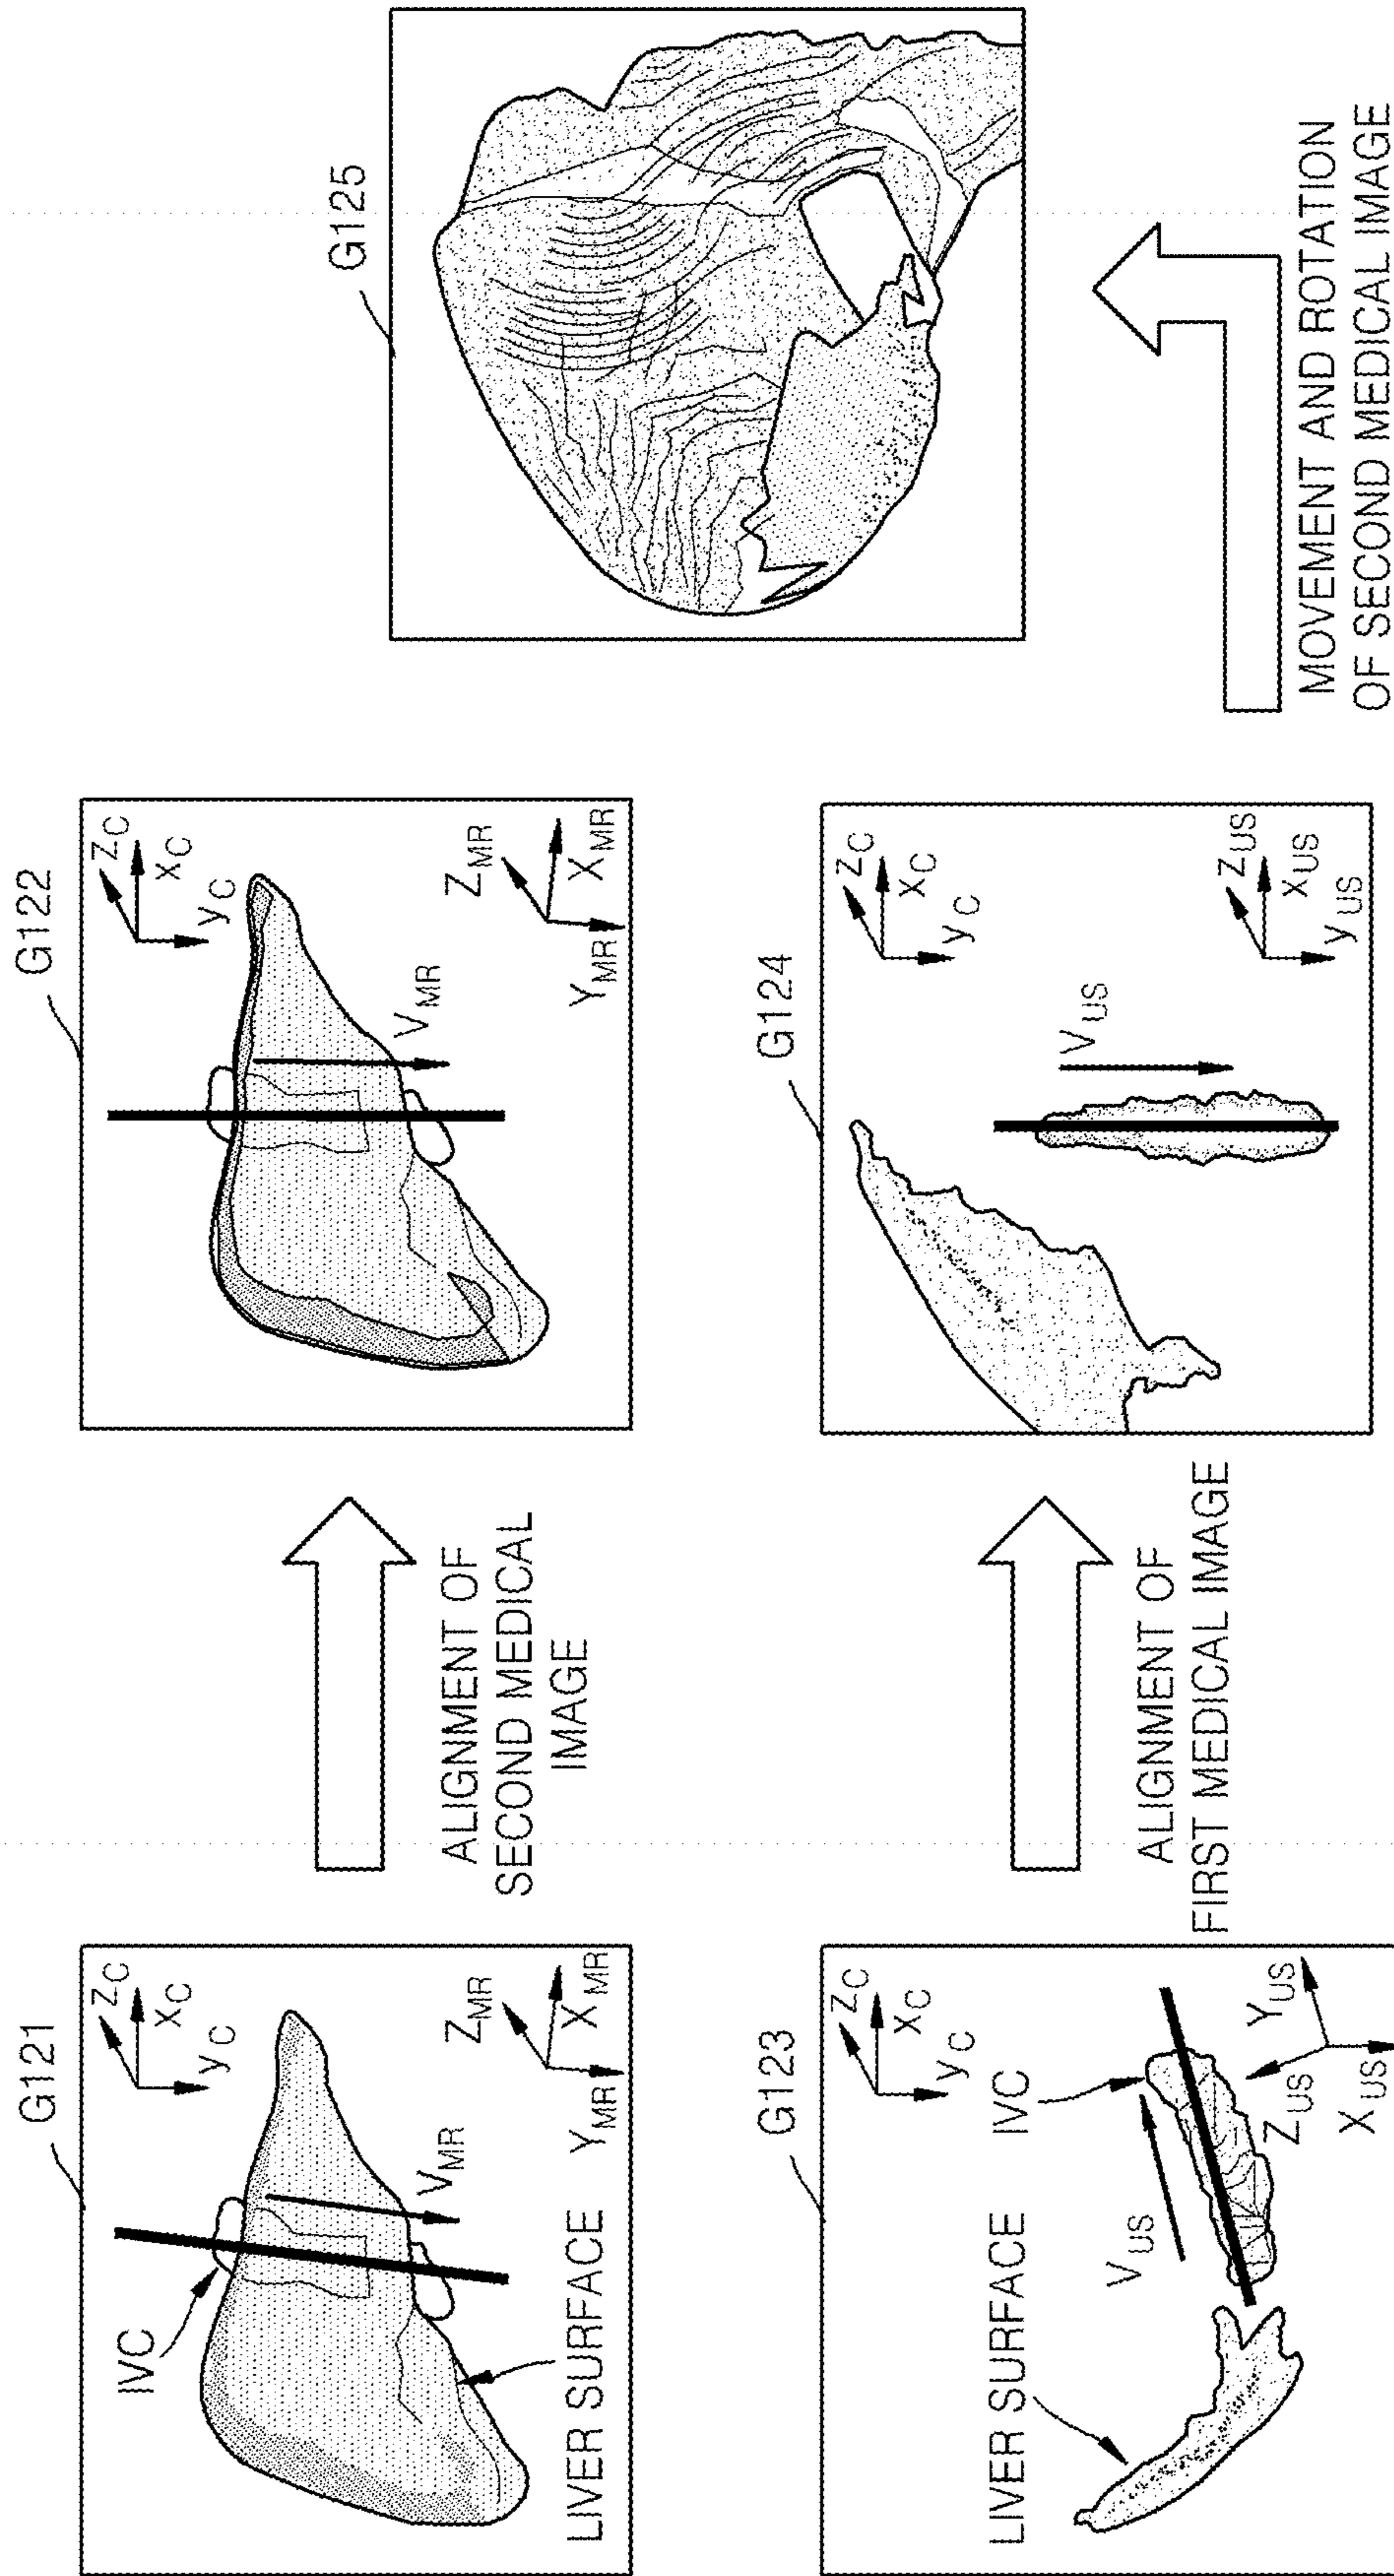 G121
IVC
Z_C
X_C
y_C
V_MR
Z_MR
X_MR
Y_MR
LIVER SURFACE
ALIGNMENT OF
SECOND MEDICAL
IMAGE
G122
Z_C
X_C
y_C
V_MR
Z_MR
X_MR
Y_MR
G123
LIVER SURFACE
IVC
Z_C
X_C
y_C
V_US
Y_US
Z_US
X_US
ALIGNMENT OF
FIRST MEDICAL IMAGE
G124
Z_C
X_C
y_C
V_US
Z_US
X_US
y_US
G125
MOVEMENT AND ROTATION
OF SECOND MEDICAL IMAGE